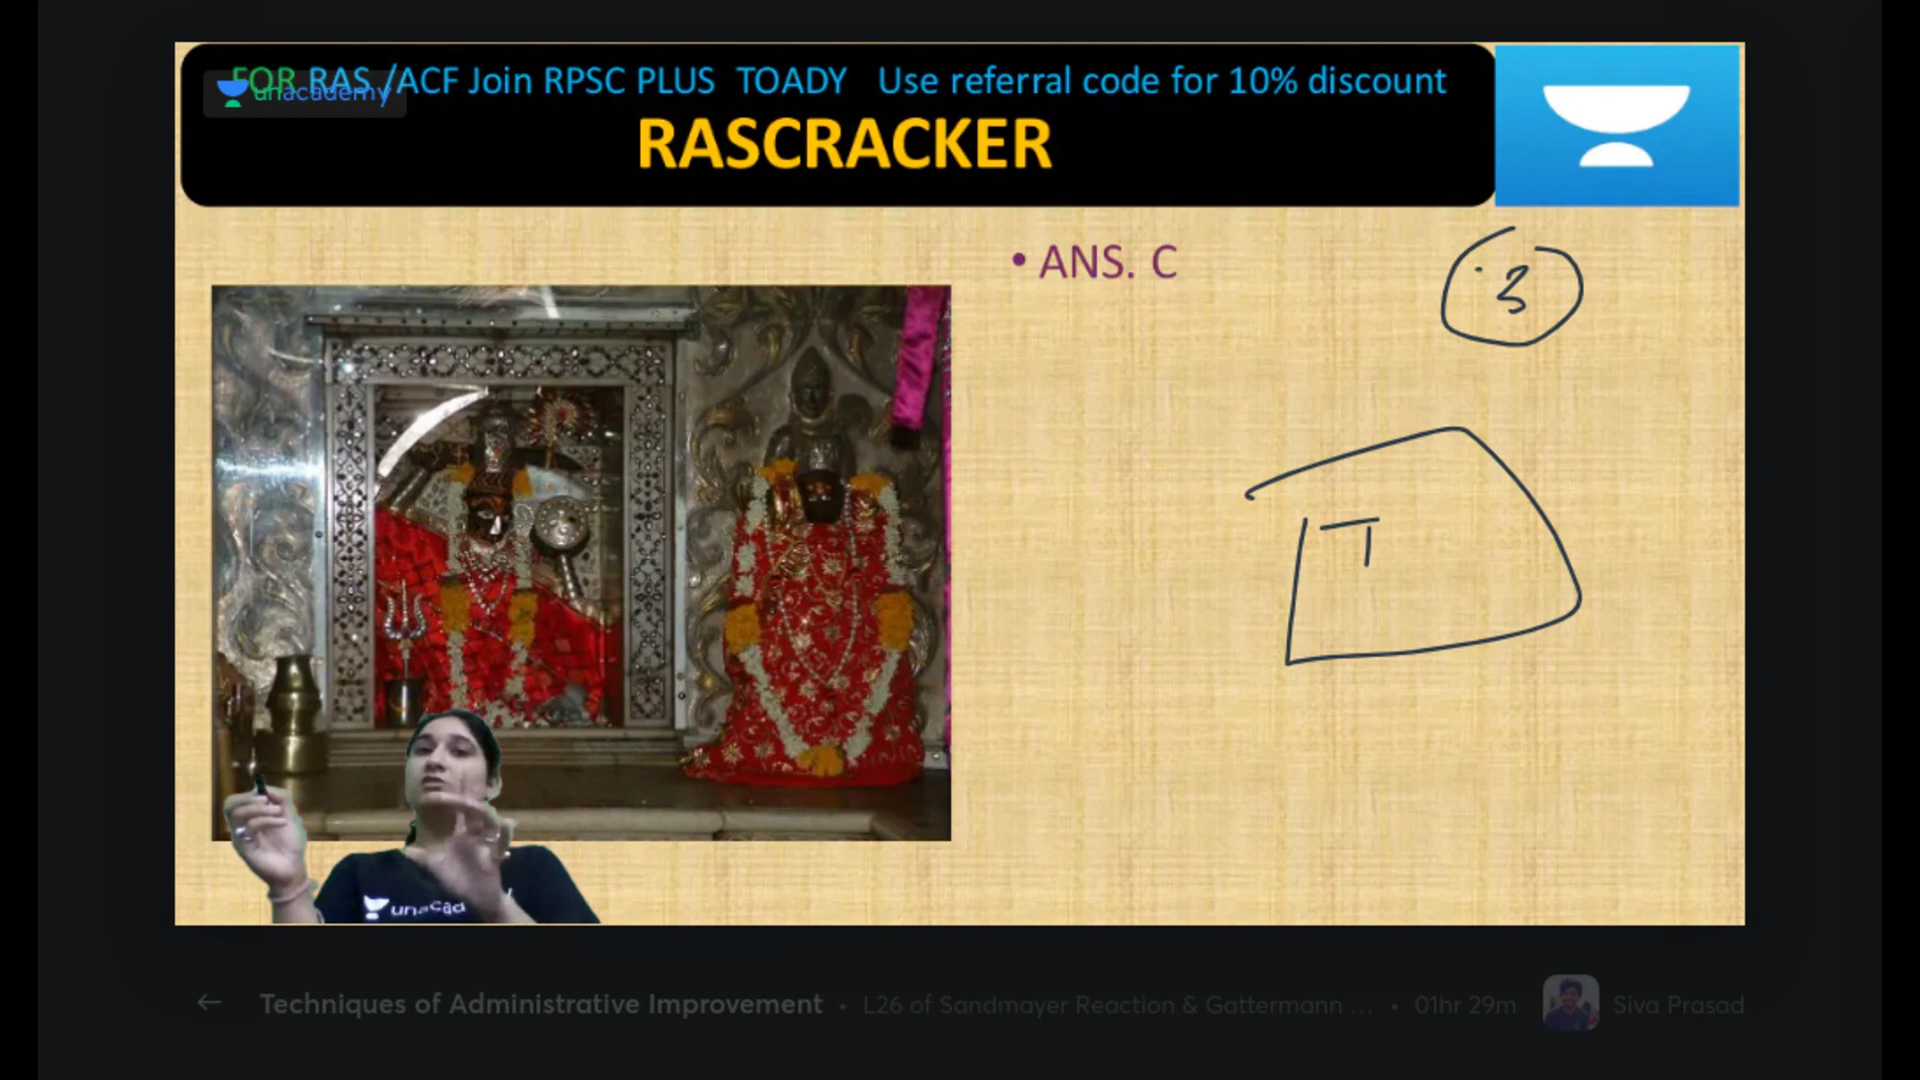 FOR RAS /ACF Join RPSC PLUS TOADY Use referral code for 10% discount
unacademy
RASCRACKER
• ANS. C
3
T
unacad
Techniques of Administrative Improvement • L26 of Sandmayer Reaction & Gattermann ... • 01hr 29m Siva Prasad